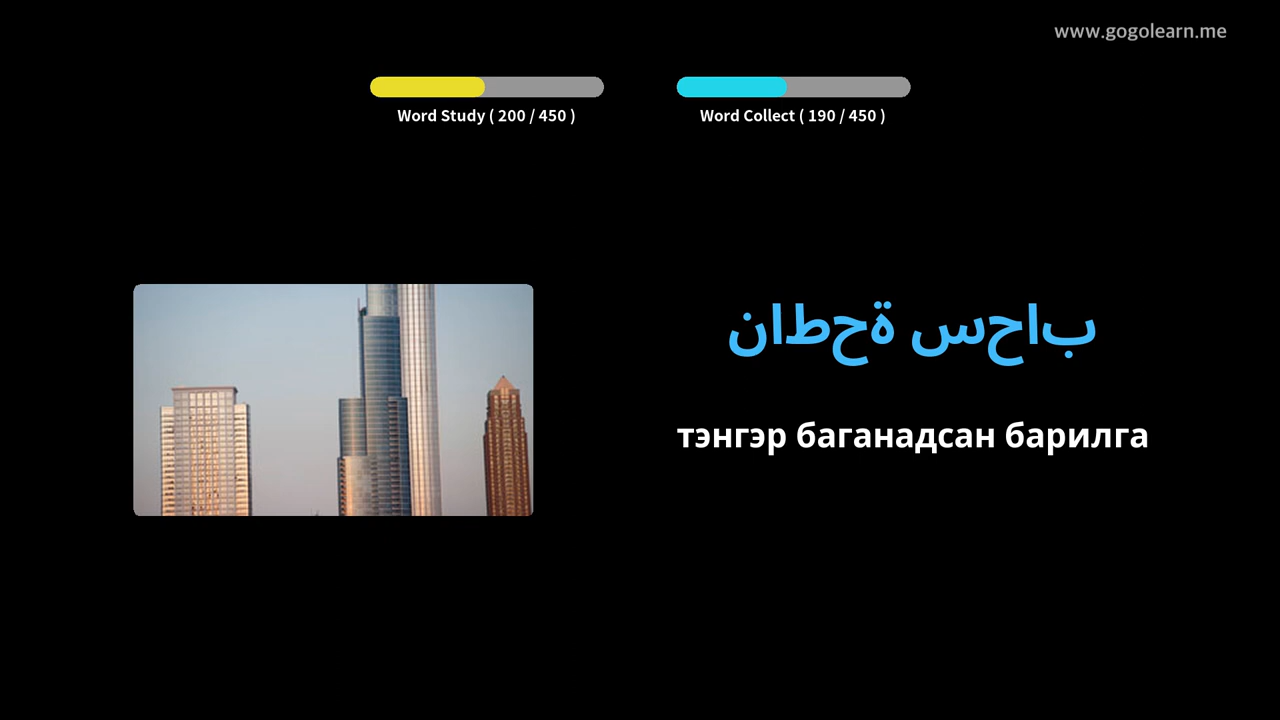 www.gogolearn.me
Word Study ( 200 / 450 )
Word Collect ( 190 / 450 )
ناطحة سحاب
тэнгэр баганадсан барилга